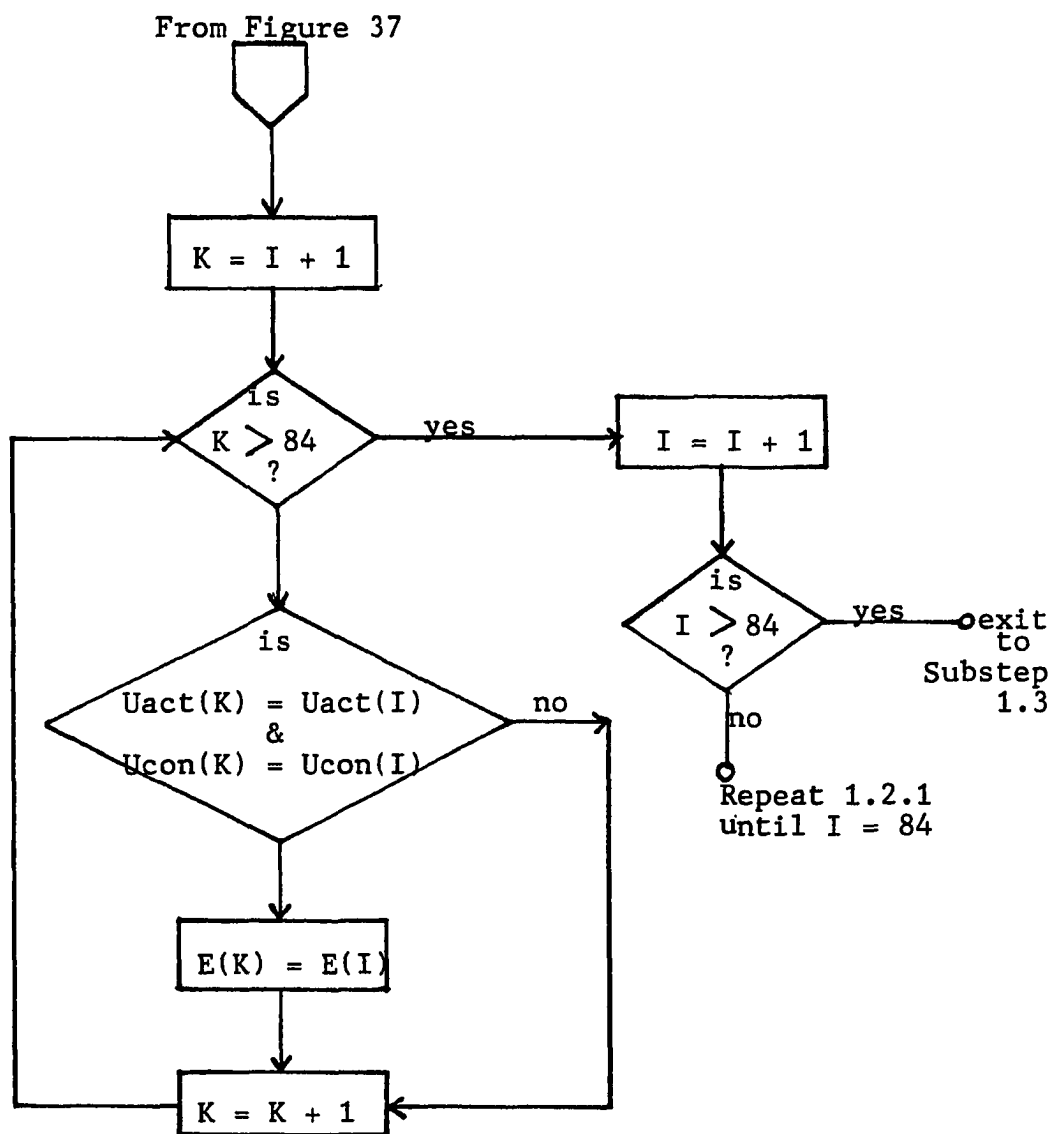 From Figure 37
K = I + 1
is
K > 84
?
yes
I = I + 1
is
I > 84
?
yes
exit
to
Substep
1.3
no
Repeat 1.2.1
until I = 84
is
Uact(K) = Uact(I)
&
Ucon(K) = Ucon(I)
no
E(K) = E(I)
K = K + 1